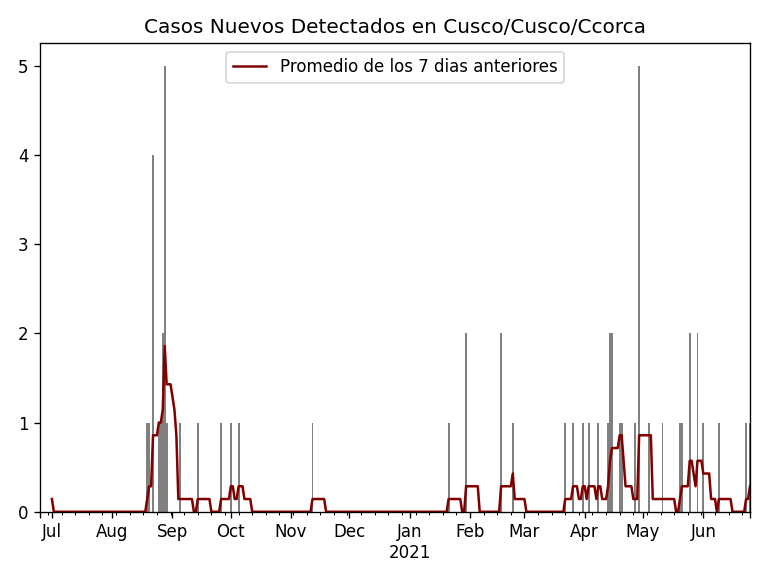 Casos Nuevos Detectados en Cusco/Cusco/Ccorca
Promedio de los 7 dias anteriores
5
4
3
2
1
0
Jul Aug Sep Oct Nov Dec Jan Feb Mar Apr May Jun
2021